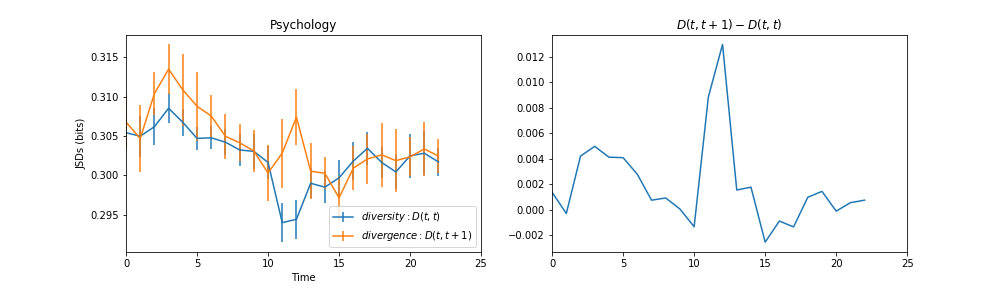 Psychology
JSDs (bits)
0.315
0.310
0.305
0.300
0.295
0 5 10 15 20 25
Time
diversity : D(t, t)
divergence : D(t, t + 1)
D(t, t + 1) − D(t, t)
0.012
0.010
0.008
0.006
0.004
0.002
0.000
−0.002
0 5 10 15 20 25